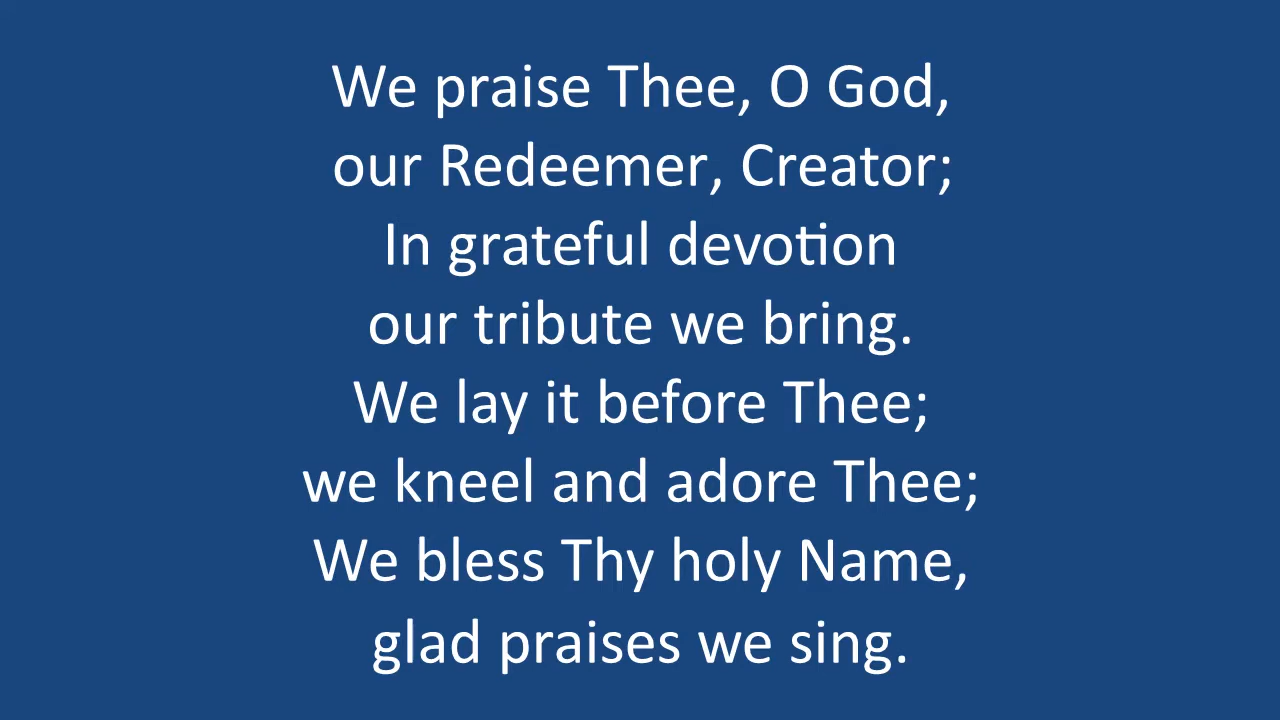 We praise Thee, O God,
our Redeemer, Creator;
In grateful devotion
our tribute we bring.
We lay it before Thee;
we kneel and adore Thee;
We bless Thy holy Name,
glad praises we sing.